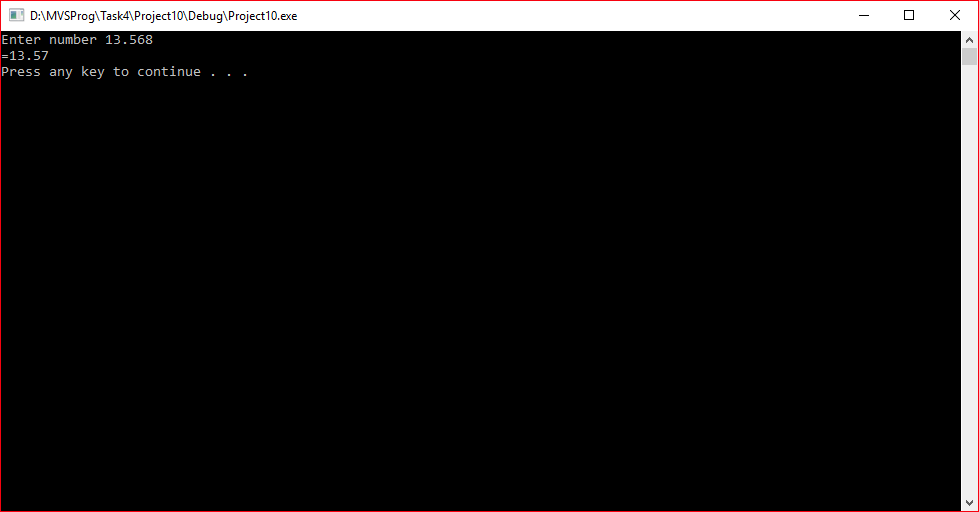 D:\MVSProg\Task4\Project10\Debug\Project10.exe
Enter number 13.568
=13.57
Press any key to continue . . .